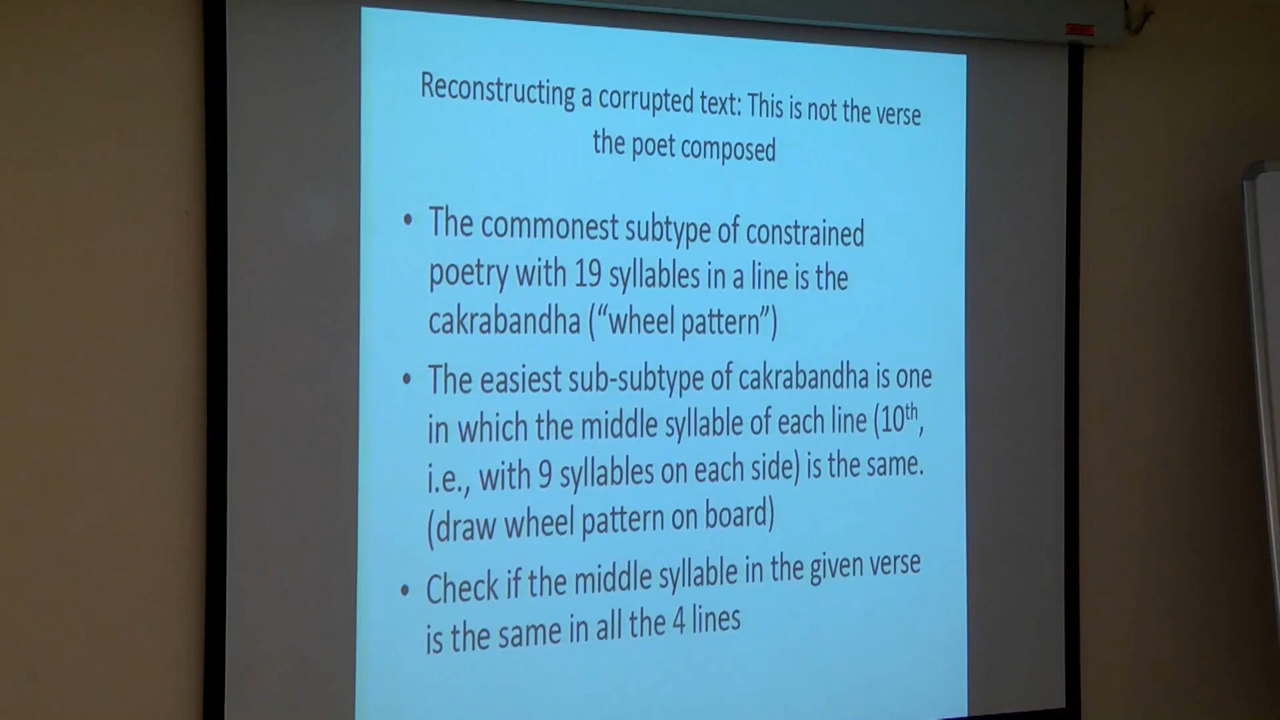 Reconstructing a corrupted text: This is not the verse
the poet composed
• The commonest subtype of constrained
poetry with 19 syllables in a line is the
cakrabandha (“wheel pattern”)
• The easiest sub-subtype of cakrabandha is one
in which the middle syllable of each line (10th,
i.e., with 9 syllables on each side) is the same.
(draw wheel pattern on board)
• Check if the middle syllable in the given verse
is the same in all the 4 lines